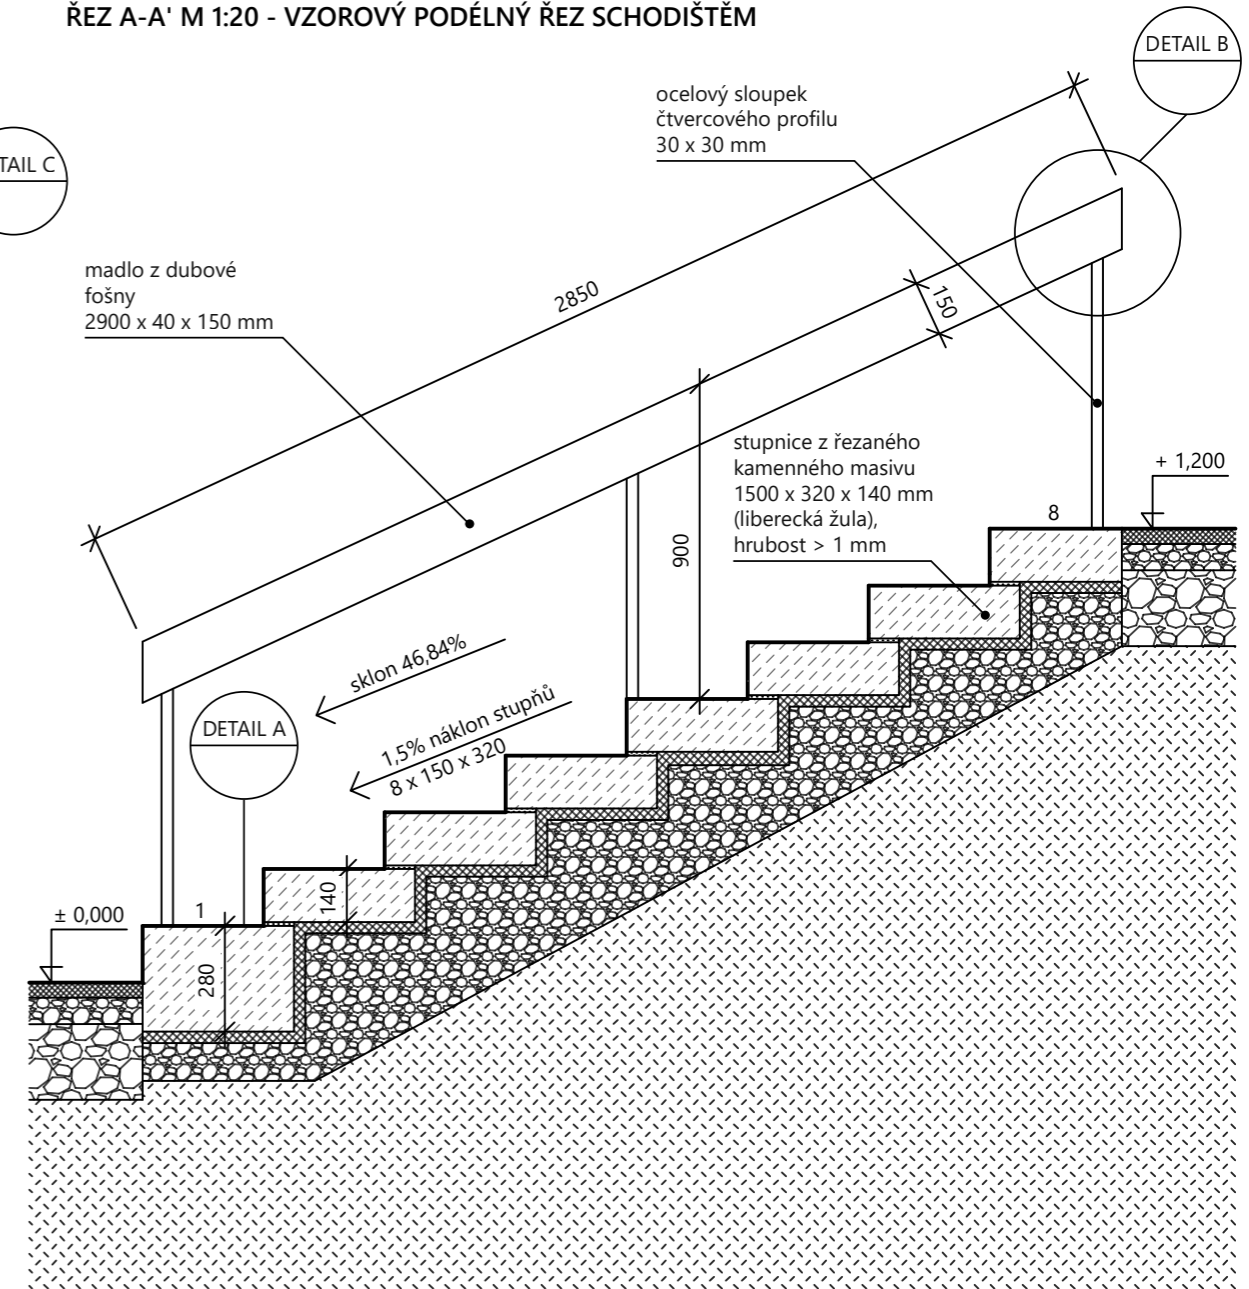 ŘEZ A-A' M 1:20 - VZOROVÝ PODÉLNÝ ŘEZ SCHODIŠTĚM
DETAIL B
TAIL C
ocelový sloupek
čtvercového profilu
30 x 30 mm
madlo z dubové
fošny
2900 x 40 x 150 mm
2850
150
900
stupnice z řezaného
kamenného masivu
1500 x 320 x 140 mm
(liberecká žula),
hrubost > 1 mm
+ 1,200
8
sklon 46,84%
1,5% náklon stupňů
8 x 150 x 320
DETAIL A
140
± 0,000
1
280